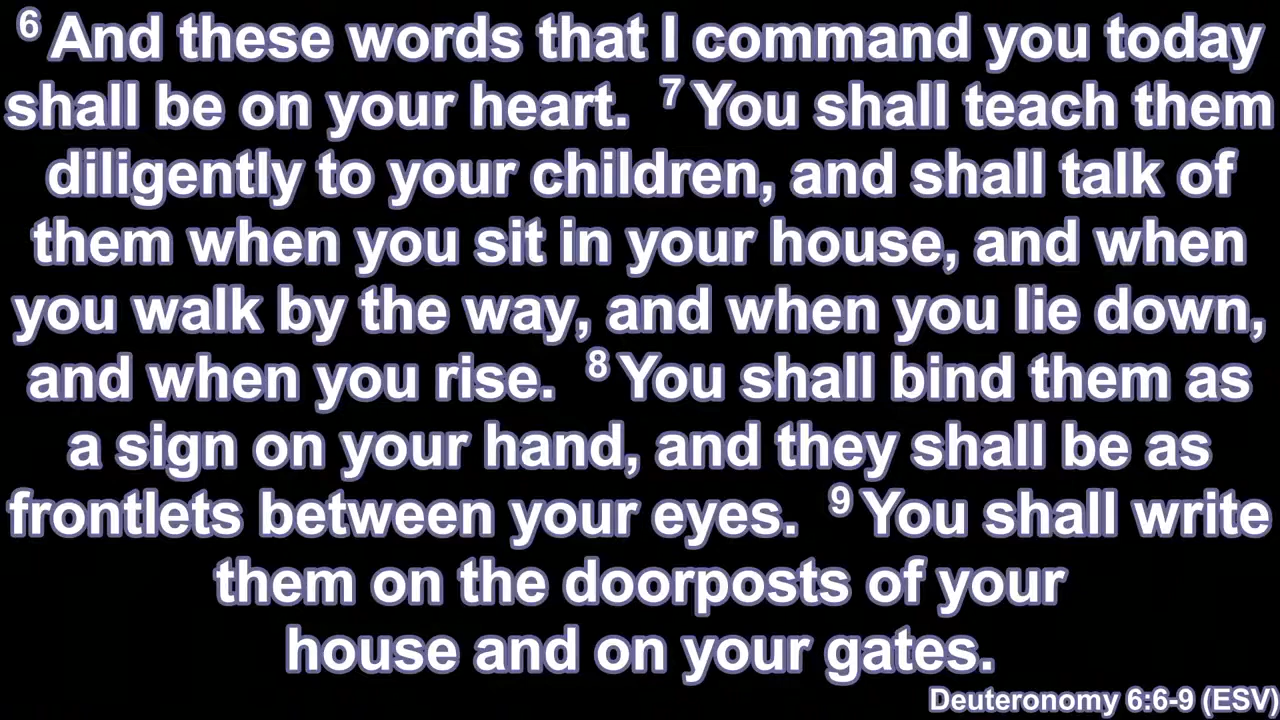 6 And these words that I command you today
shall be on your heart. 7 You shall teach them
diligently to your children, and shall talk of
them when you sit in your house, and when
you walk by the way, and when you lie down,
and when you rise. 8 You shall bind them as
a sign on your hand, and they shall be as
frontlets between your eyes. 9 You shall write
them on the doorposts of your
house and on your gates.
Deuteronomy 6:6-9 (ESV)